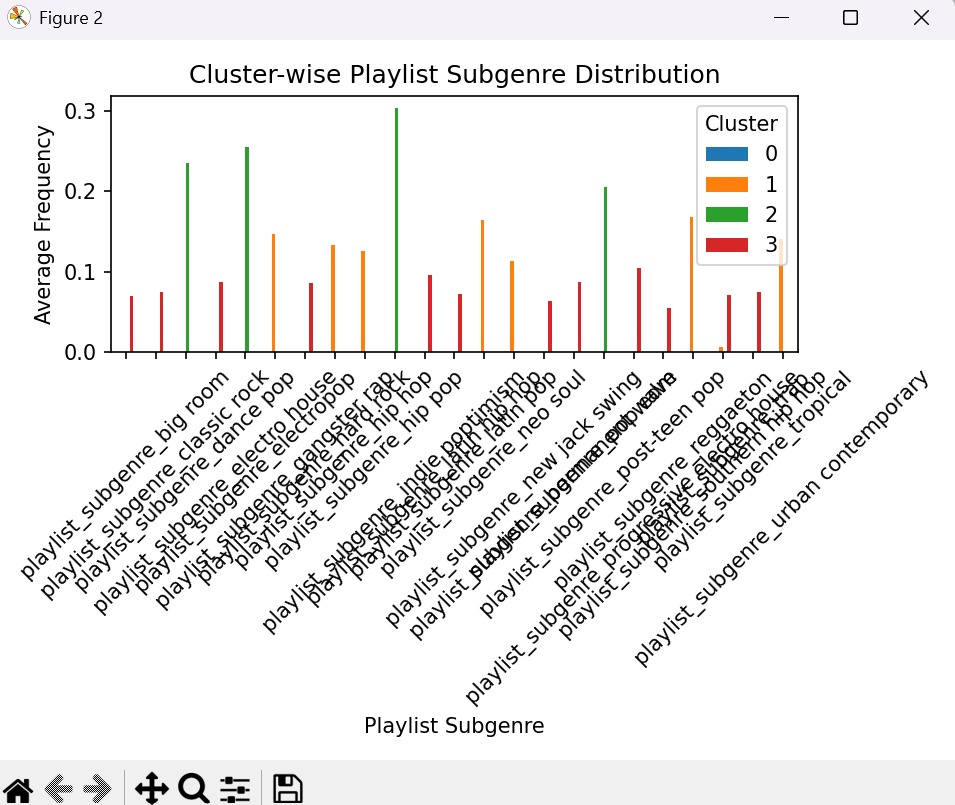 Figure 2
Cluster-wise Playlist Subgenre Distribution
Average Frequency
0.3
0.2
0.1
0.0
Cluster
0
1
2
3
playlist_subgenre_big room
playlist_subgenre_classic rock
playlist_subgenre_dance pop
playlist_subgenre_electro house
playlist_subgenre_electropop
playlist_subgenre_gangster rap
playlist_subgenre_hard rock
playlist_subgenre_hip hop
playlist_subgenre_hip pop
playlist_subgenre_indie poptimism
playlist_subgenre_latin hip hop
playlist_subgenre_latin pop
playlist_subgenre_neo soul
playlist_subgenre_new jack swing
playlist_subgenre_permanent wave
playlist_subgenre_post-teen pop
playlist_subgenre_progressive electro house
playlist_subgenre_reggaeton
playlist_subgenre_southern hip hop
playlist_subgenre_tropical
playlist_subgenre_urban contemporary
Playlist Subgenre